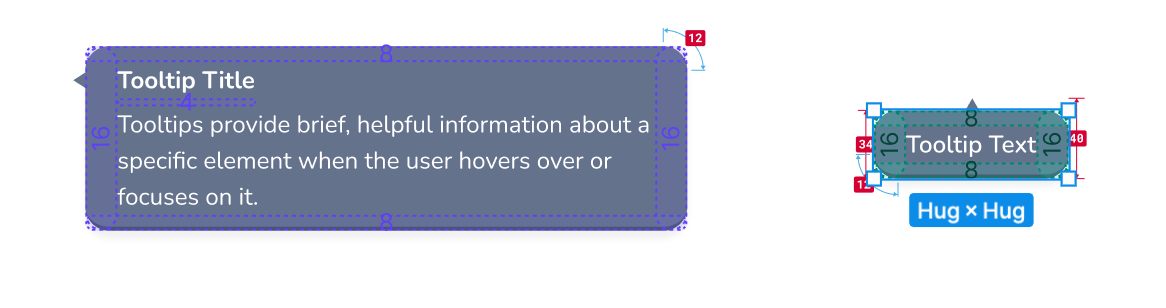 12
8
Tooltip Title
4
Tooltips provide brief, helpful information about a
specific element when the user hovers over or
focuses on it.
16
16
8
8
34
16
Tooltip Text
16
40
8
12
Hug × Hug